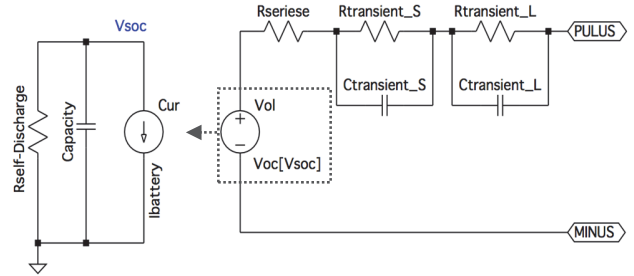 Vsoc
Rself-Discharge
Capacity
Cur
Ibattery
Vol
Voc[Vsoc]
Rseriese
Rtransient_S
Rtransient_L
Ctransient_S
Ctransient_L
PULUS
MINUS